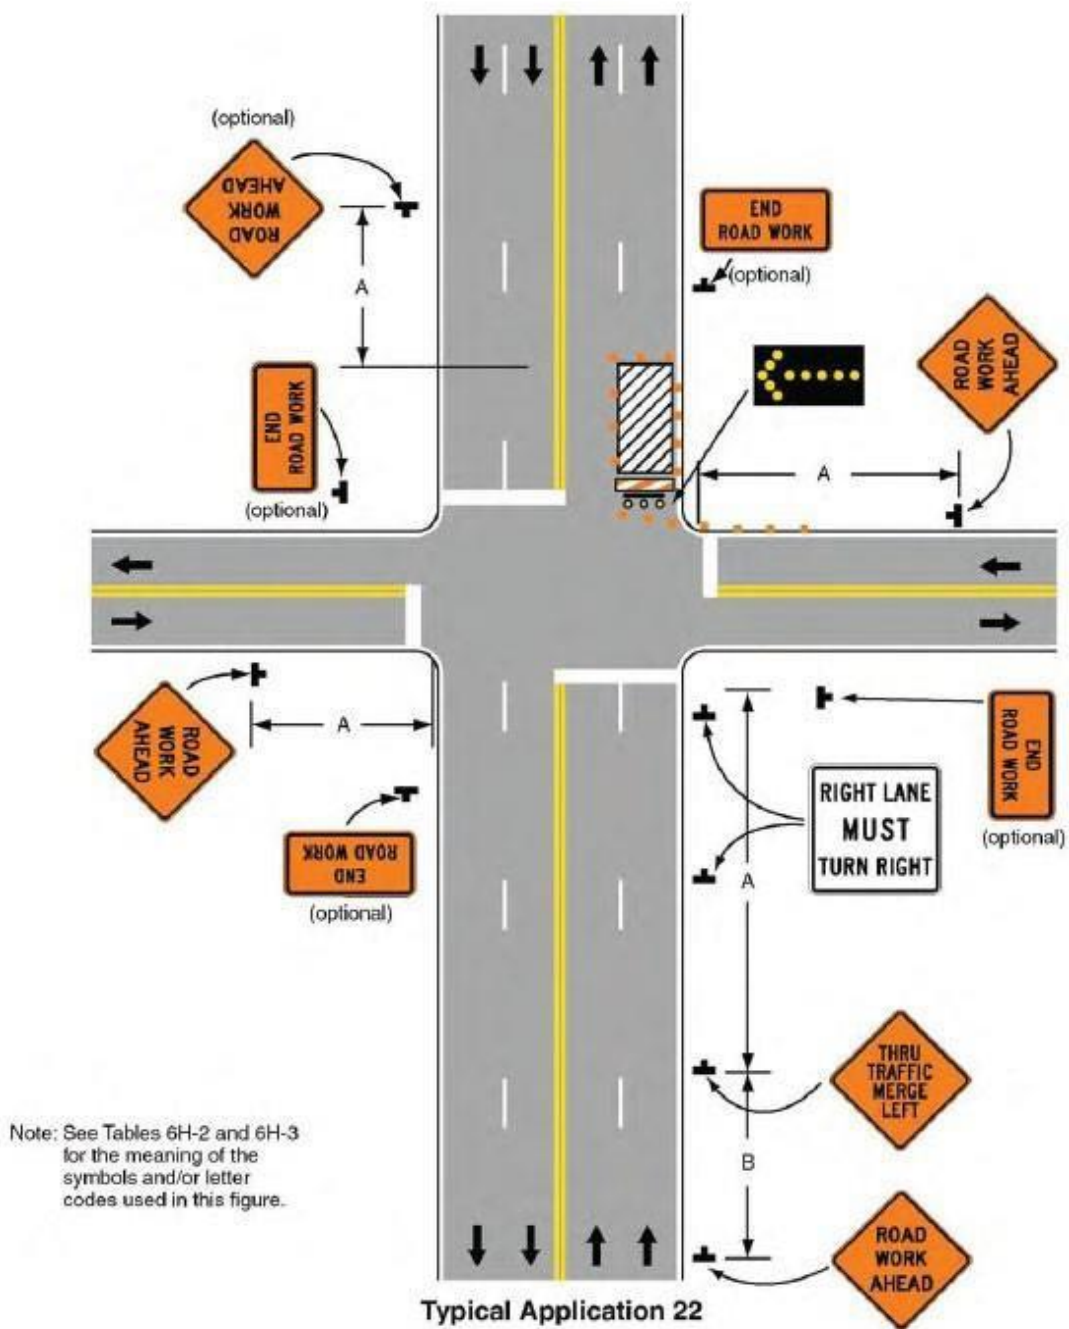 (optional)
ROAD
WORK
AHEAD
A
END
ROAD WORK
(optional)
END
ROAD WORK
(optional)
ROAD
WORK
AHEAD
A
ROAD
WORK
AHEAD
A
END
ROAD WORK
(optional)
RIGHT LANE
MUST
TURN RIGHT
A
END
ROAD WORK
(optional)
THRU
TRAFFIC
MERGE
LEFT
B
ROAD
WORK
AHEAD
Note: See Tables 6H-2 and 6H-3
for the meaning of the
symbols and/or letter
codes used in this figure.
Typical Application 22